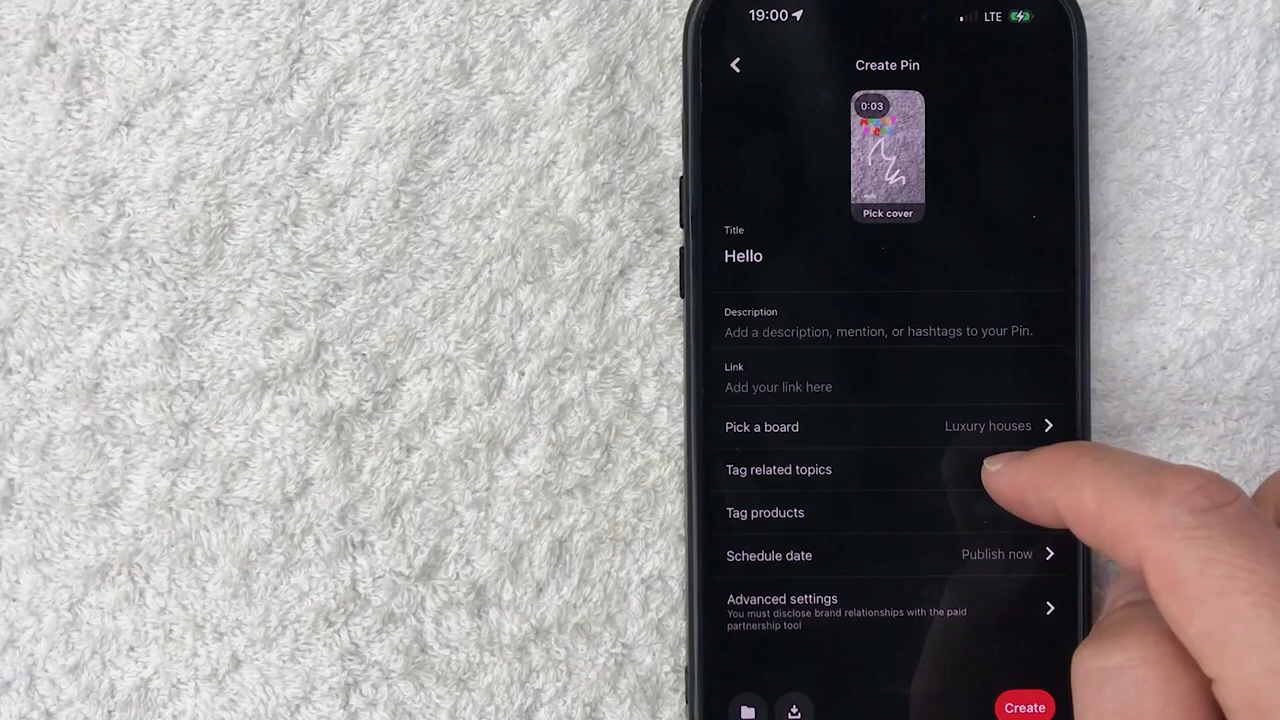 19:00
LTE
Create Pin
0:03
Pick cover
Title
Hello
Description
Add a description, mention, or hashtags to your Pin.
Link
Add your link here
Pick a board
Luxury houses
Tag related topics
Tag products
Schedule date
Publish now
Advanced settings
You must disclose brand relationships with the paid
partnership tool
Create